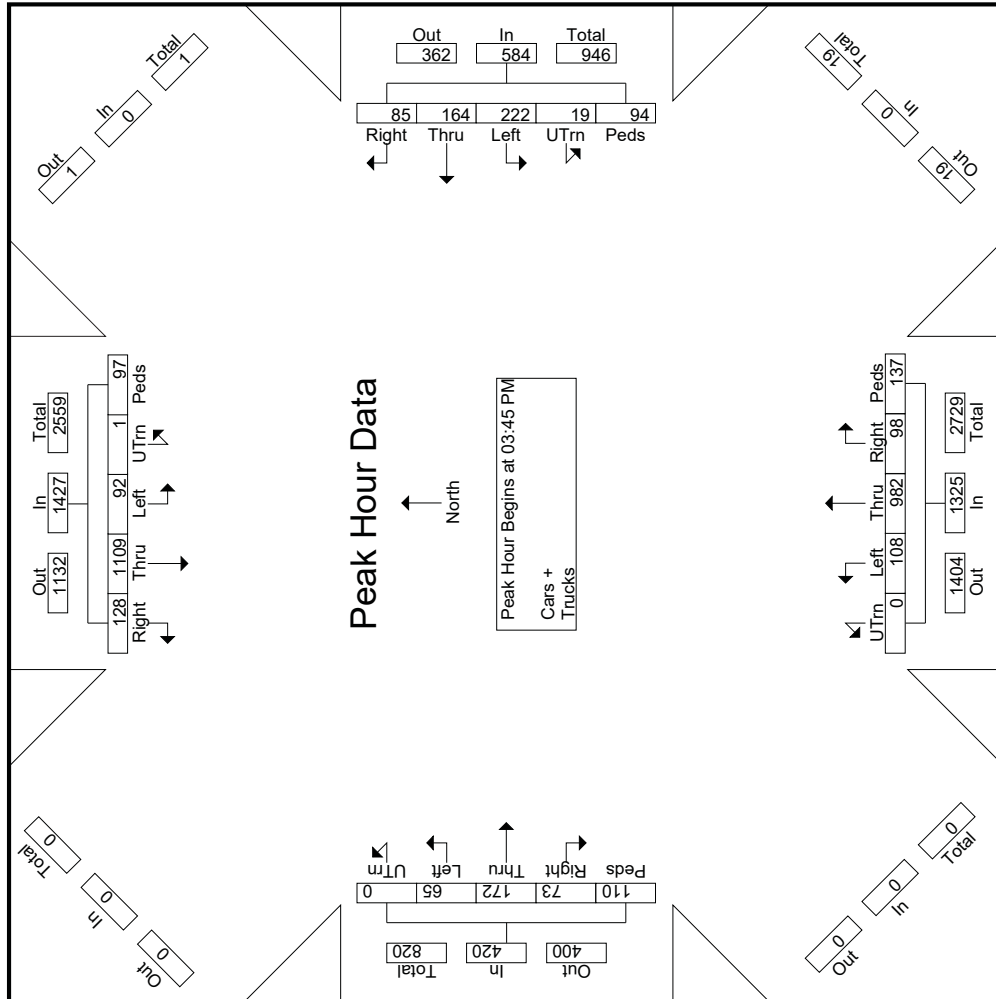 Peak Hour Data
North
Peak Hour Begins at 03:45 PM
Cars +
Trucks
Out In Total
362 584 946
85 164 222 19 94
Right Thru Left UTrn Peds
Total
19
In
0
Out
19
Peds Right Thru Left UTrn
137 98 982 108 0
Total In Out
2729 1325 1404
Total
0
In
0
Out
0
UTrn Left Thru Right Peds
0 65 172 73 110
820 420 400
Total In Out
Total
0
In
0
Out
0
Out In Total
1132 1427 2559
128 1109 92 1 97
Right Thru Left UTrn Peds
Out
1
In
0
Total
1